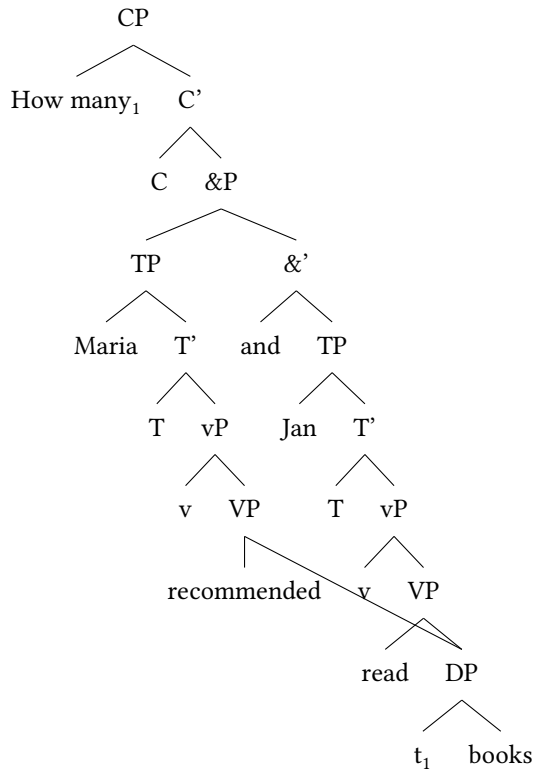 CP
How many₁ C’
C &P
TP &’
Maria T’ and TP
T vP Jan T’
v VP T vP
recommended v VP
read DP
t₁ books